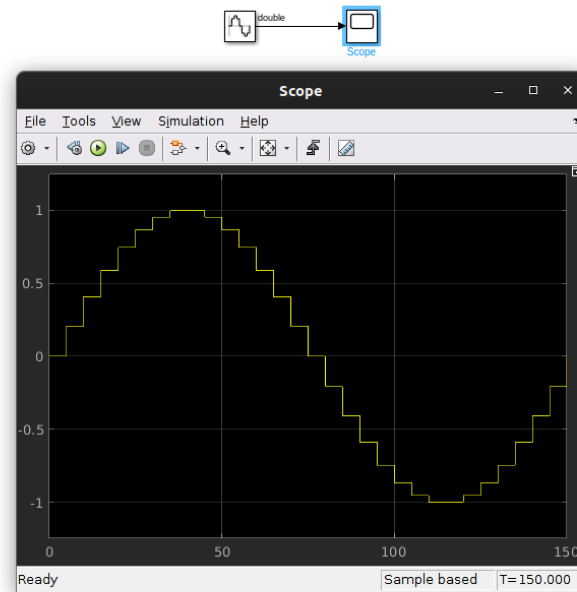 double
Scope
Scope
File Tools View Simulation Help
1
0.5
0
-0.5
-1
0 50 100 150
Ready Sample based T=150.000